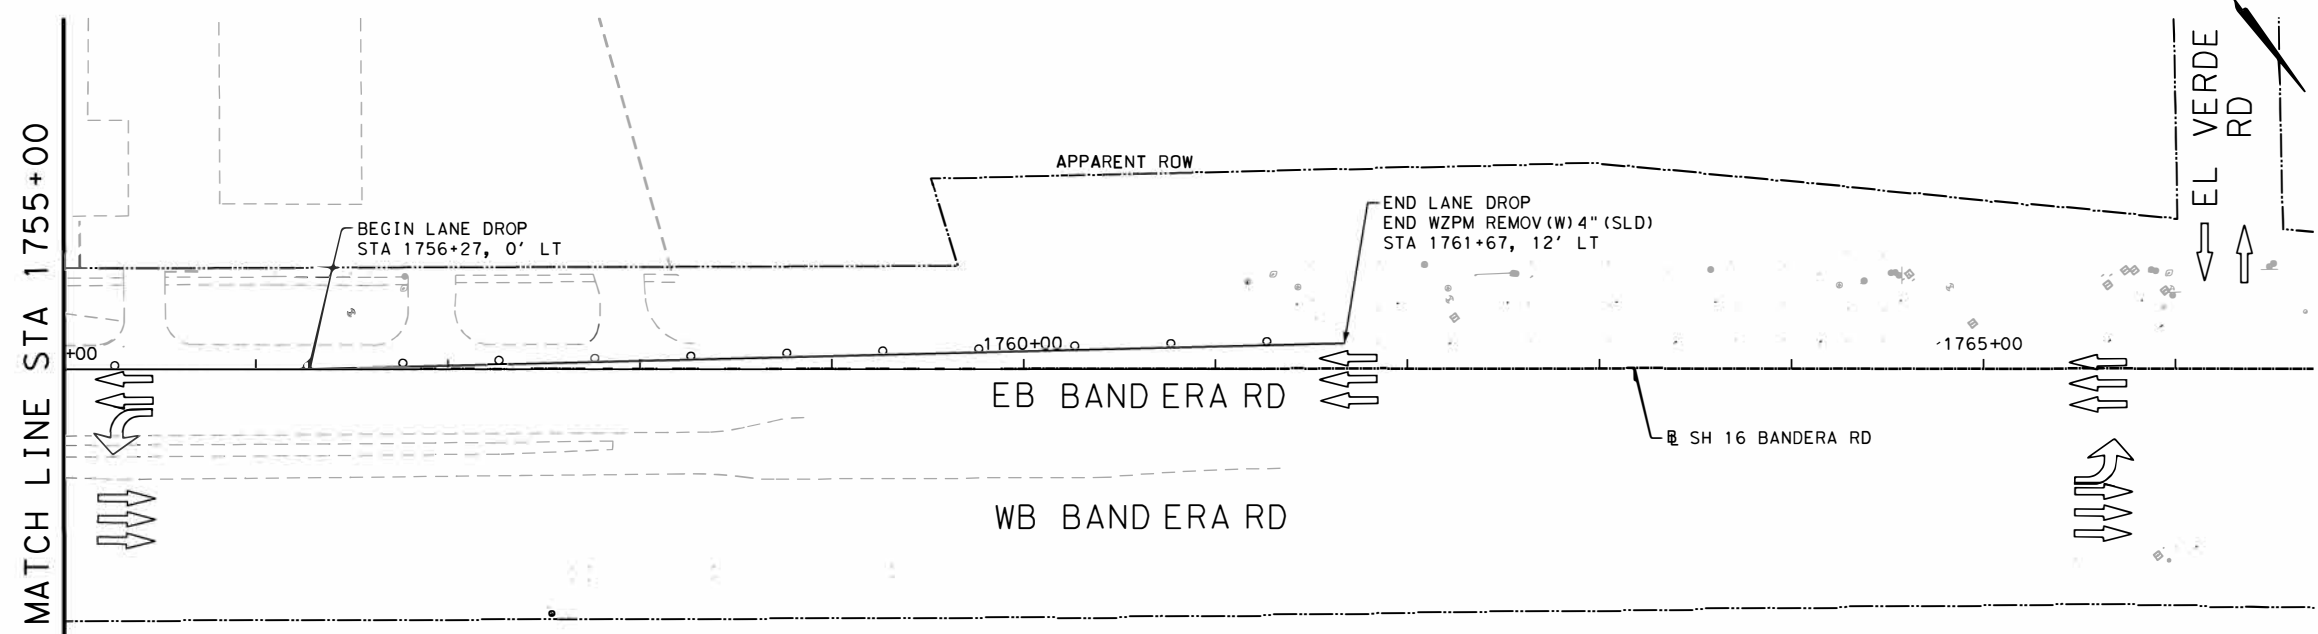 MATCH LINE STA 1755+00
BEGIN LANE DROP
STA 1756+27, 0' LT
APPARENT ROW
END LANE DROP
END WZPM REMOV(W)4"(SLD)
STA 1761+67, 12' LT
EL VERDE
RD
+00
1760+00
1765+00
EB BANDERA RD
℄ SH 16 BANDERA RD
WB BANDERA RD